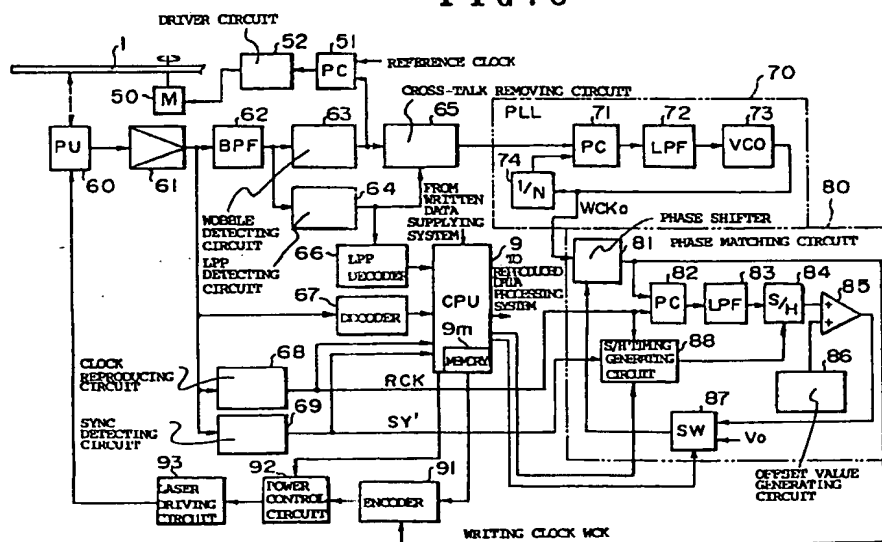 FIG. 6
DRIVER CIRCUIT
1
52
51
PC
REFERENCE CLOCK
50
M
CROSS-TALK REMOVING CIRCUIT
70
62
63
65
PLL
71
72
73
PU
BPF
PC
LPF
VCO
60
61
74
1/N
64
FROM
WRITTEN
DATA
SUPPLYING
SYSTEM
WCKo
80
PHASE SHIFTER
WOBBLE
DETECTING
CIRCUIT
LPP
DETECTING
CIRCUIT
66
LPP
DECODER
9
CPU
TO
REPRODUCED
DATA
PROCESSING
SYSTEM
81
PHASE MATCHING CIRCUIT
82
83
84
85
PC
LPF
S/H
+
+
67
DECODER
9m
MEMORY
S/H TIMING
GENERATING
CIRCUIT
88
86
CLOCK
REPRODUCING
CIRCUIT
68
RCK
87
SW
Vo
SYNC
DETECTING
CIRCUIT
69
SY'
OFFSET VALUE
GENERATING
CIRCUIT
93
LASER
DRIVING
CIRCUIT
92
POWER
CONTROL
CIRCUIT
91
ENCODER
WRITING CLOCK WCK